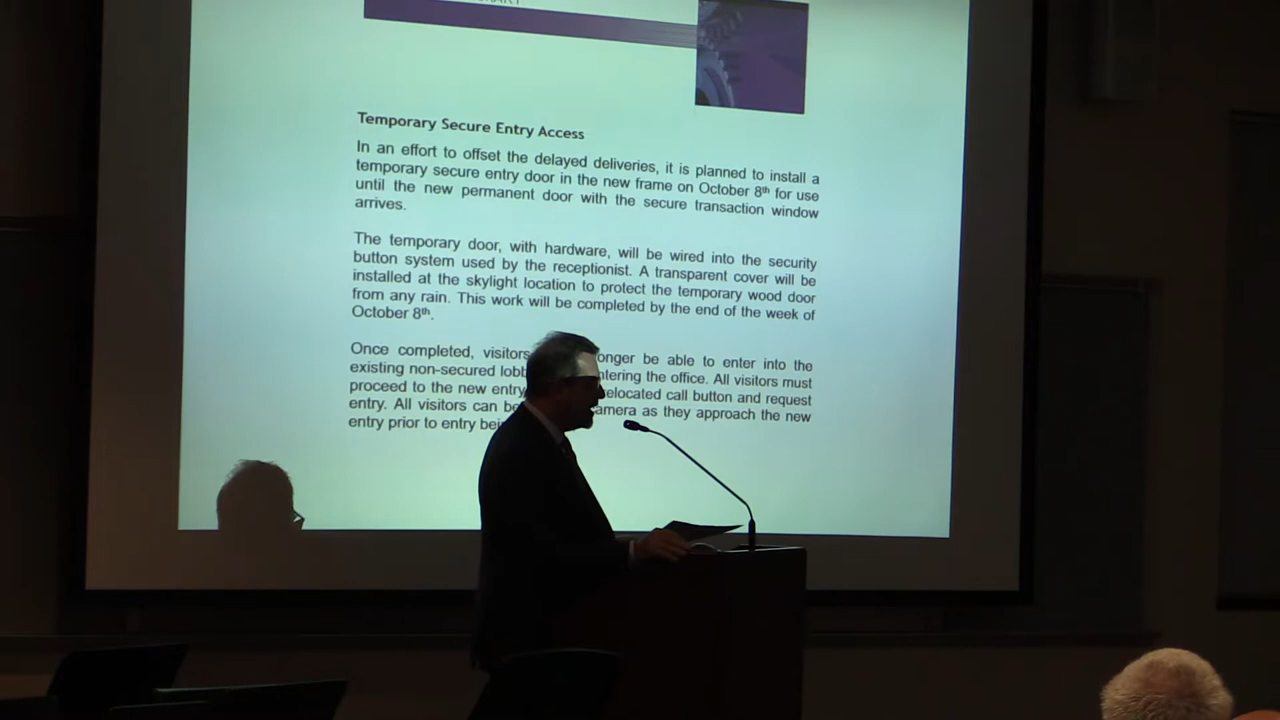 Temporary Secure Entry Access
In an effort to offset the delayed deliveries, it is planned to install a
temporary secure entry door in the new frame on October 8th for use
until the new permanent door with the secure transaction window
arrives.
The temporary door, with hardware, will be wired into the security
button system used by the receptionist. A transparent cover will be
installed at the skylight location to protect the temporary wood door
from any rain. This work will be completed by the end of the week of
October 8th.
Once completed, visitors onger be able to enter into the
existing non-secured lobb ntering the office. All visitors must
proceed to the new entry elocated call button and request
entry. All visitors can be amera as they approach the new
entry prior to entry bei